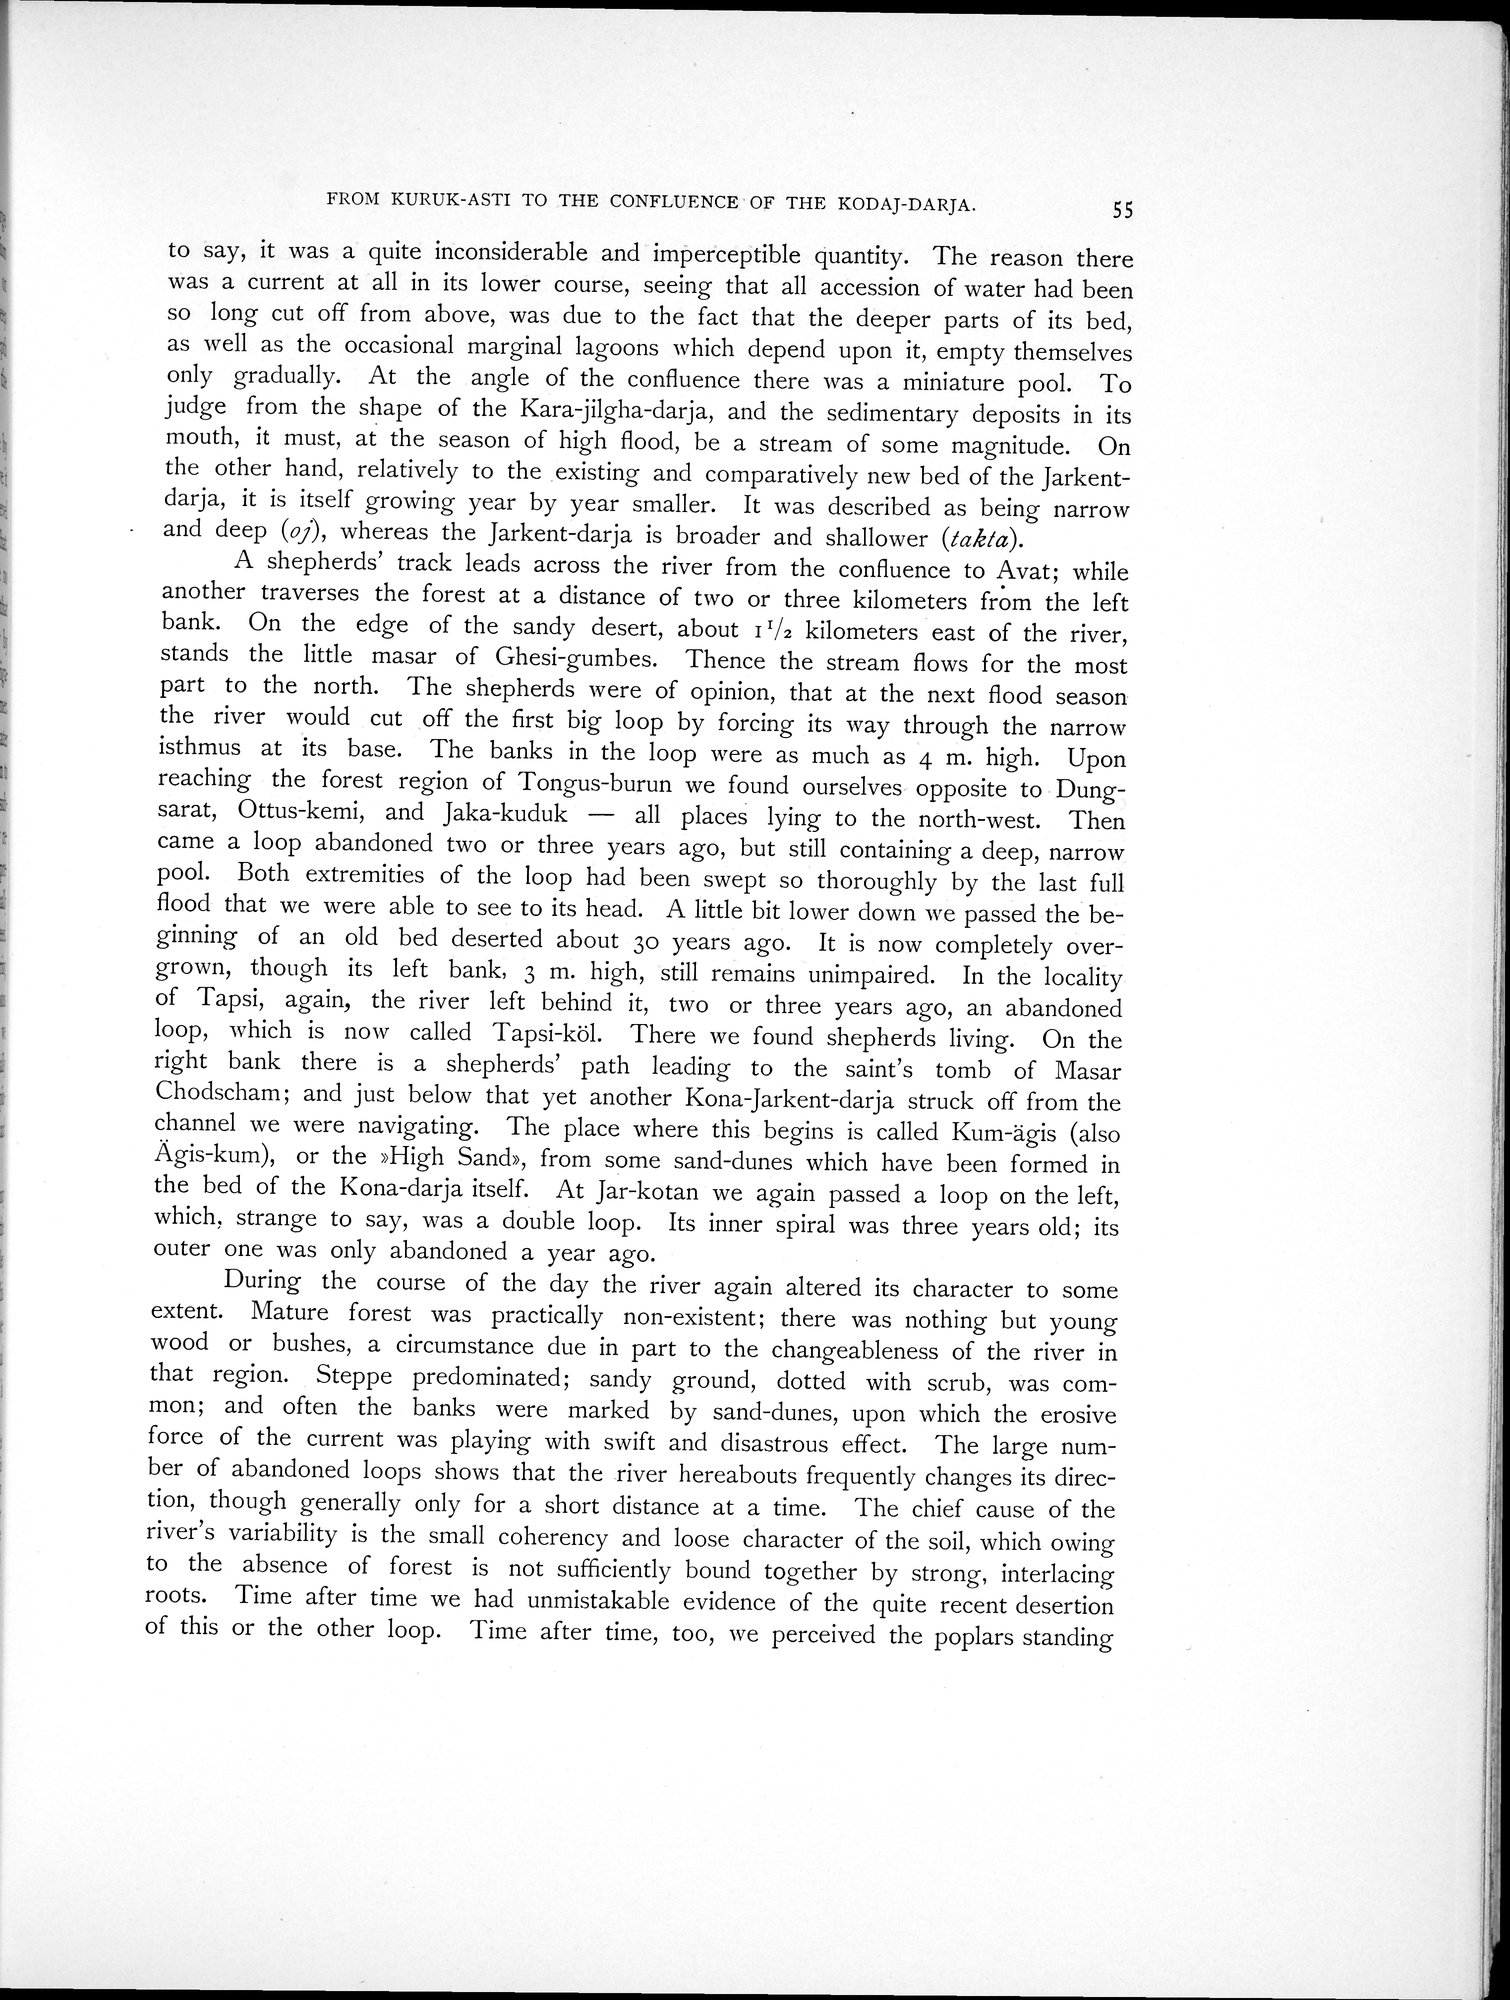 FROM KURUK-ASTI TO THE CONFLUENCE OF THE KODAJ-DARJA. 55
to say, it was a quite inconsiderable and imperceptible quantity. The reason there
was a current at all in its lower course, seeing that all accession of water had been
so long cut off from above, was due to the fact that the deeper parts of its bed,
as well as the occasional marginal lagoons which depend upon it, empty themselves
only gradually. At the angle of the confluence there was a miniature pool. To
judge from the shape of the Kara-jilgha-darja, and the sedimentary deposits in its
mouth, it must, at the season of high flood, be a stream of some magnitude. On
the other hand, relatively to the existing and comparatively new bed of the Jarkent-
darja, it is itself growing year by year smaller. It was described as being narrow
and deep (oj), whereas the Jarkent-darja is broader and shallower (takta).
A shepherds' track leads across the river from the confluence to Avat; while
another traverses the forest at a distance of two or three kilometers from the left
bank. On the edge of the sandy desert, about 1 1/2 kilometers east of the river,
stands the little masar of Ghesi-gumbes. Thence the stream flows for the most
part to the north. The shepherds were of opinion, that at the next flood season
the river would cut off the first big loop by forcing its way through the narrow
isthmus at its base. The banks in the loop were as much as 4 m. high. Upon
reaching the forest region of Tongus-burun we found ourselves opposite to Dung-
sarat, Ottus-kemi, and Jaka-kuduk — all places lying to the north-west. Then
came a loop abandoned two or three years ago, but still containing a deep, narrow
pool. Both extremities of the loop had been swept so thoroughly by the last full
flood that we were able to see to its head. A little bit lower down we passed the be-
ginning of an old bed deserted about 30 years ago. It is now completely over-
grown, though its left bank, 3 m. high, still remains unimpaired. In the locality
of Tapsi, again, the river left behind it, two or three years ago, an abandoned
loop, which is now called Tapsi-köl. There we found shepherds living. On the
right bank there is a shepherds' path leading to the saint's tomb of Masar
Chodscham; and just below that yet another Kona-Jarkent-darja struck off from the
channel we were navigating. The place where this begins is called Kum-ägis (also
Ägis-kum), or the »High Sand», from some sand-dunes which have been formed in
the bed of the Kona-darja itself. At Jar-kotan we again passed a loop on the left,
which, strange to say, was a double loop. Its inner spiral was three years old; its
outer one was only abandoned a year ago.
During the course of the day the river again altered its character to some
extent. Mature forest was practically non-existent; there was nothing but young
wood or bushes, a circumstance due in part to the changeableness of the river in
that region. Steppe predominated; sandy ground, dotted with scrub, was com-
mon; and often the banks were marked by sand-dunes, upon which the erosive
force of the current was playing with swift and disastrous effect. The large num-
ber of abandoned loops shows that the river hereabouts frequently changes its direc-
tion, though generally only for a short distance at a time. The chief cause of the
river's variability is the small coherency and loose character of the soil, which owing
to the absence of forest is not sufficiently bound together by strong, interlacing
roots. Time after time we had unmistakable evidence of the quite recent desertion
of this or the other loop. Time after time, too, we perceived the poplars standing